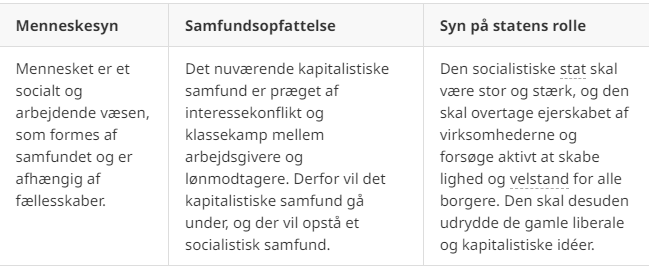 Menneskesyn
Samfundsopfattelse
Syn på statens rolle
Mennesket er et
socialt og
arbejdende væsen,
som formes af
samfundet og er
afhængig af
fællesskaber.
Det nuværende kapitalistiske
samfund er præget af
interessekonflikt og
klassekamp mellem
arbejdsgivere og
lønmodtagere. Derfor vil det
kapitalistiske samfund gå
under, og der vil opstå et
socialistisk samfund.
Den socialistiske stat skal
være stor og stærk, og den
skal overtage ejerskabet af
virksomhederne og
forsøge aktivt at skabe
lighed og velstand for alle
borgere. Den skal desuden
udrydde de gamle liberale
og kapitalistiske idéer.